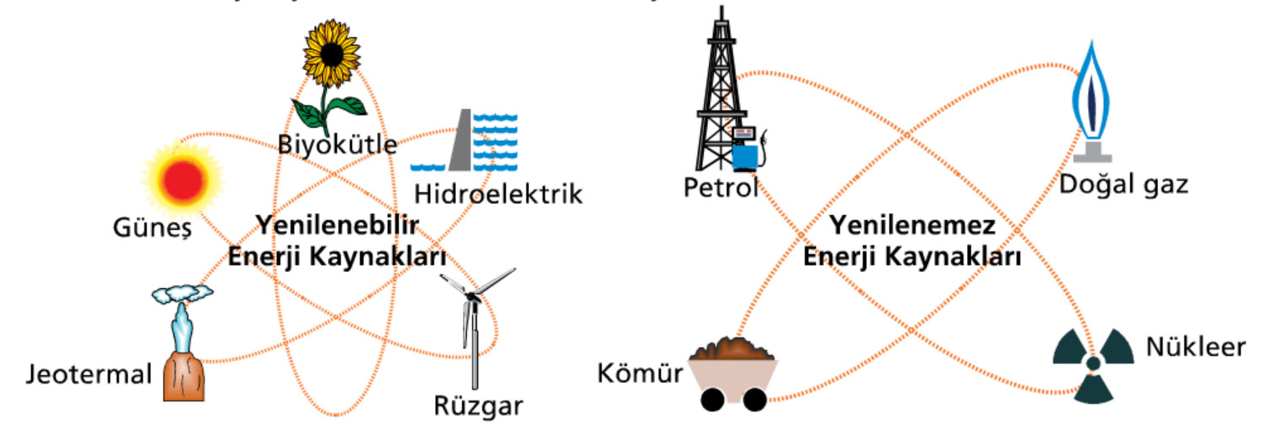 Biyokütle
Hidroelektrik
Güneş
Yenilenebilir
Enerji Kaynakları
Jeotermal
Rüzgar
Petrol
Doğal gaz
Yenilenemez
Enerji Kaynakları
Kömür
Nükleer